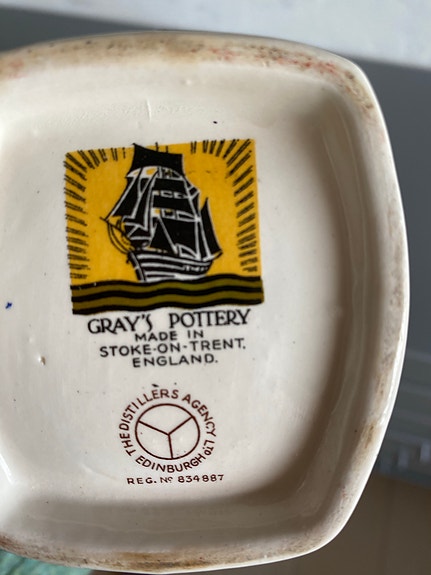 GRAY'S POTTERY
MADE IN
STOKE-ON-TRENT.
ENGLAND.
THE DISTILLERS AGENCY LTD
EDINBURGH
REG. Nº 834887